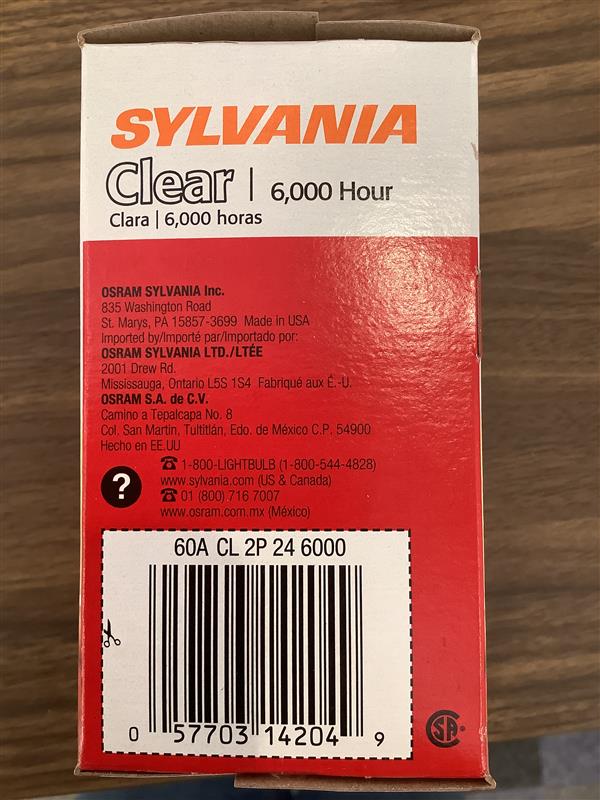 SYLVANIA
Clear | 6,000 Hour
Clara | 6,000 horas
OSRAM SYLVANIA Inc.
835 Washington Road
St. Marys, PA 15857-3699 Made in USA
Imported by/Importé par/Importado por:
OSRAM SYLVANIA LTD./LTÉE
2001 Drew Rd.
Mississauga, Ontario L5S 1S4 Fabriqué aux É.-U.
OSRAM S.A. de C.V.
Camino a Tepalcapa No. 8
Col. San Martin, Tultitlán, Edo. de México C.P. 54900
Hecho en EE.UU
?
☎ 1-800-LIGHTBULB (1-800-544-4828)
www.sylvania.com (US & Canada)
☎ 01 (800) 716 7007
www.osram.com.mx (México)
60A CL 2P 24 6000
0 57703 14204 9
CSA